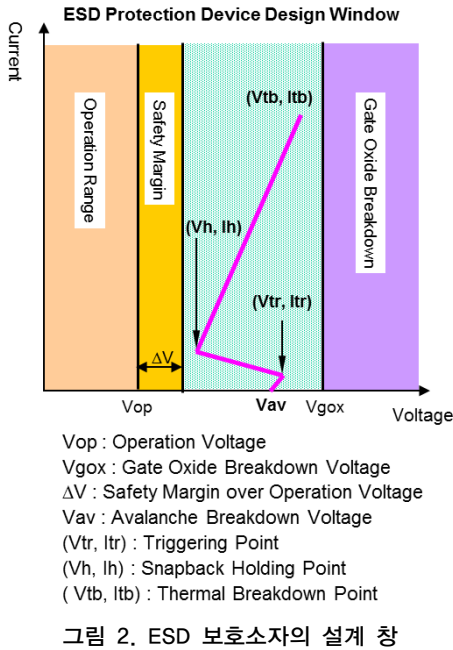 ESD Protection Device Design Window
Current
Operation Range
Safety Margin
(Vtb, Itb)
Gate Oxide Breakdown
(Vh, Ih)
(Vtr, Itr)
ΔV
Vop
Vav
Vgox
Voltage
Vop : Operation Voltage
Vgox : Gate Oxide Breakdown Voltage
ΔV : Safety Margin over Operation Voltage
Vav : Avalanche Breakdown Voltage
(Vtr, Itr) : Triggering Point
(Vh, Ih) : Snapback Holding Point
( Vtb, Itb) : Thermal Breakdown Point
그림 2. ESD 보호소자의 설계 창